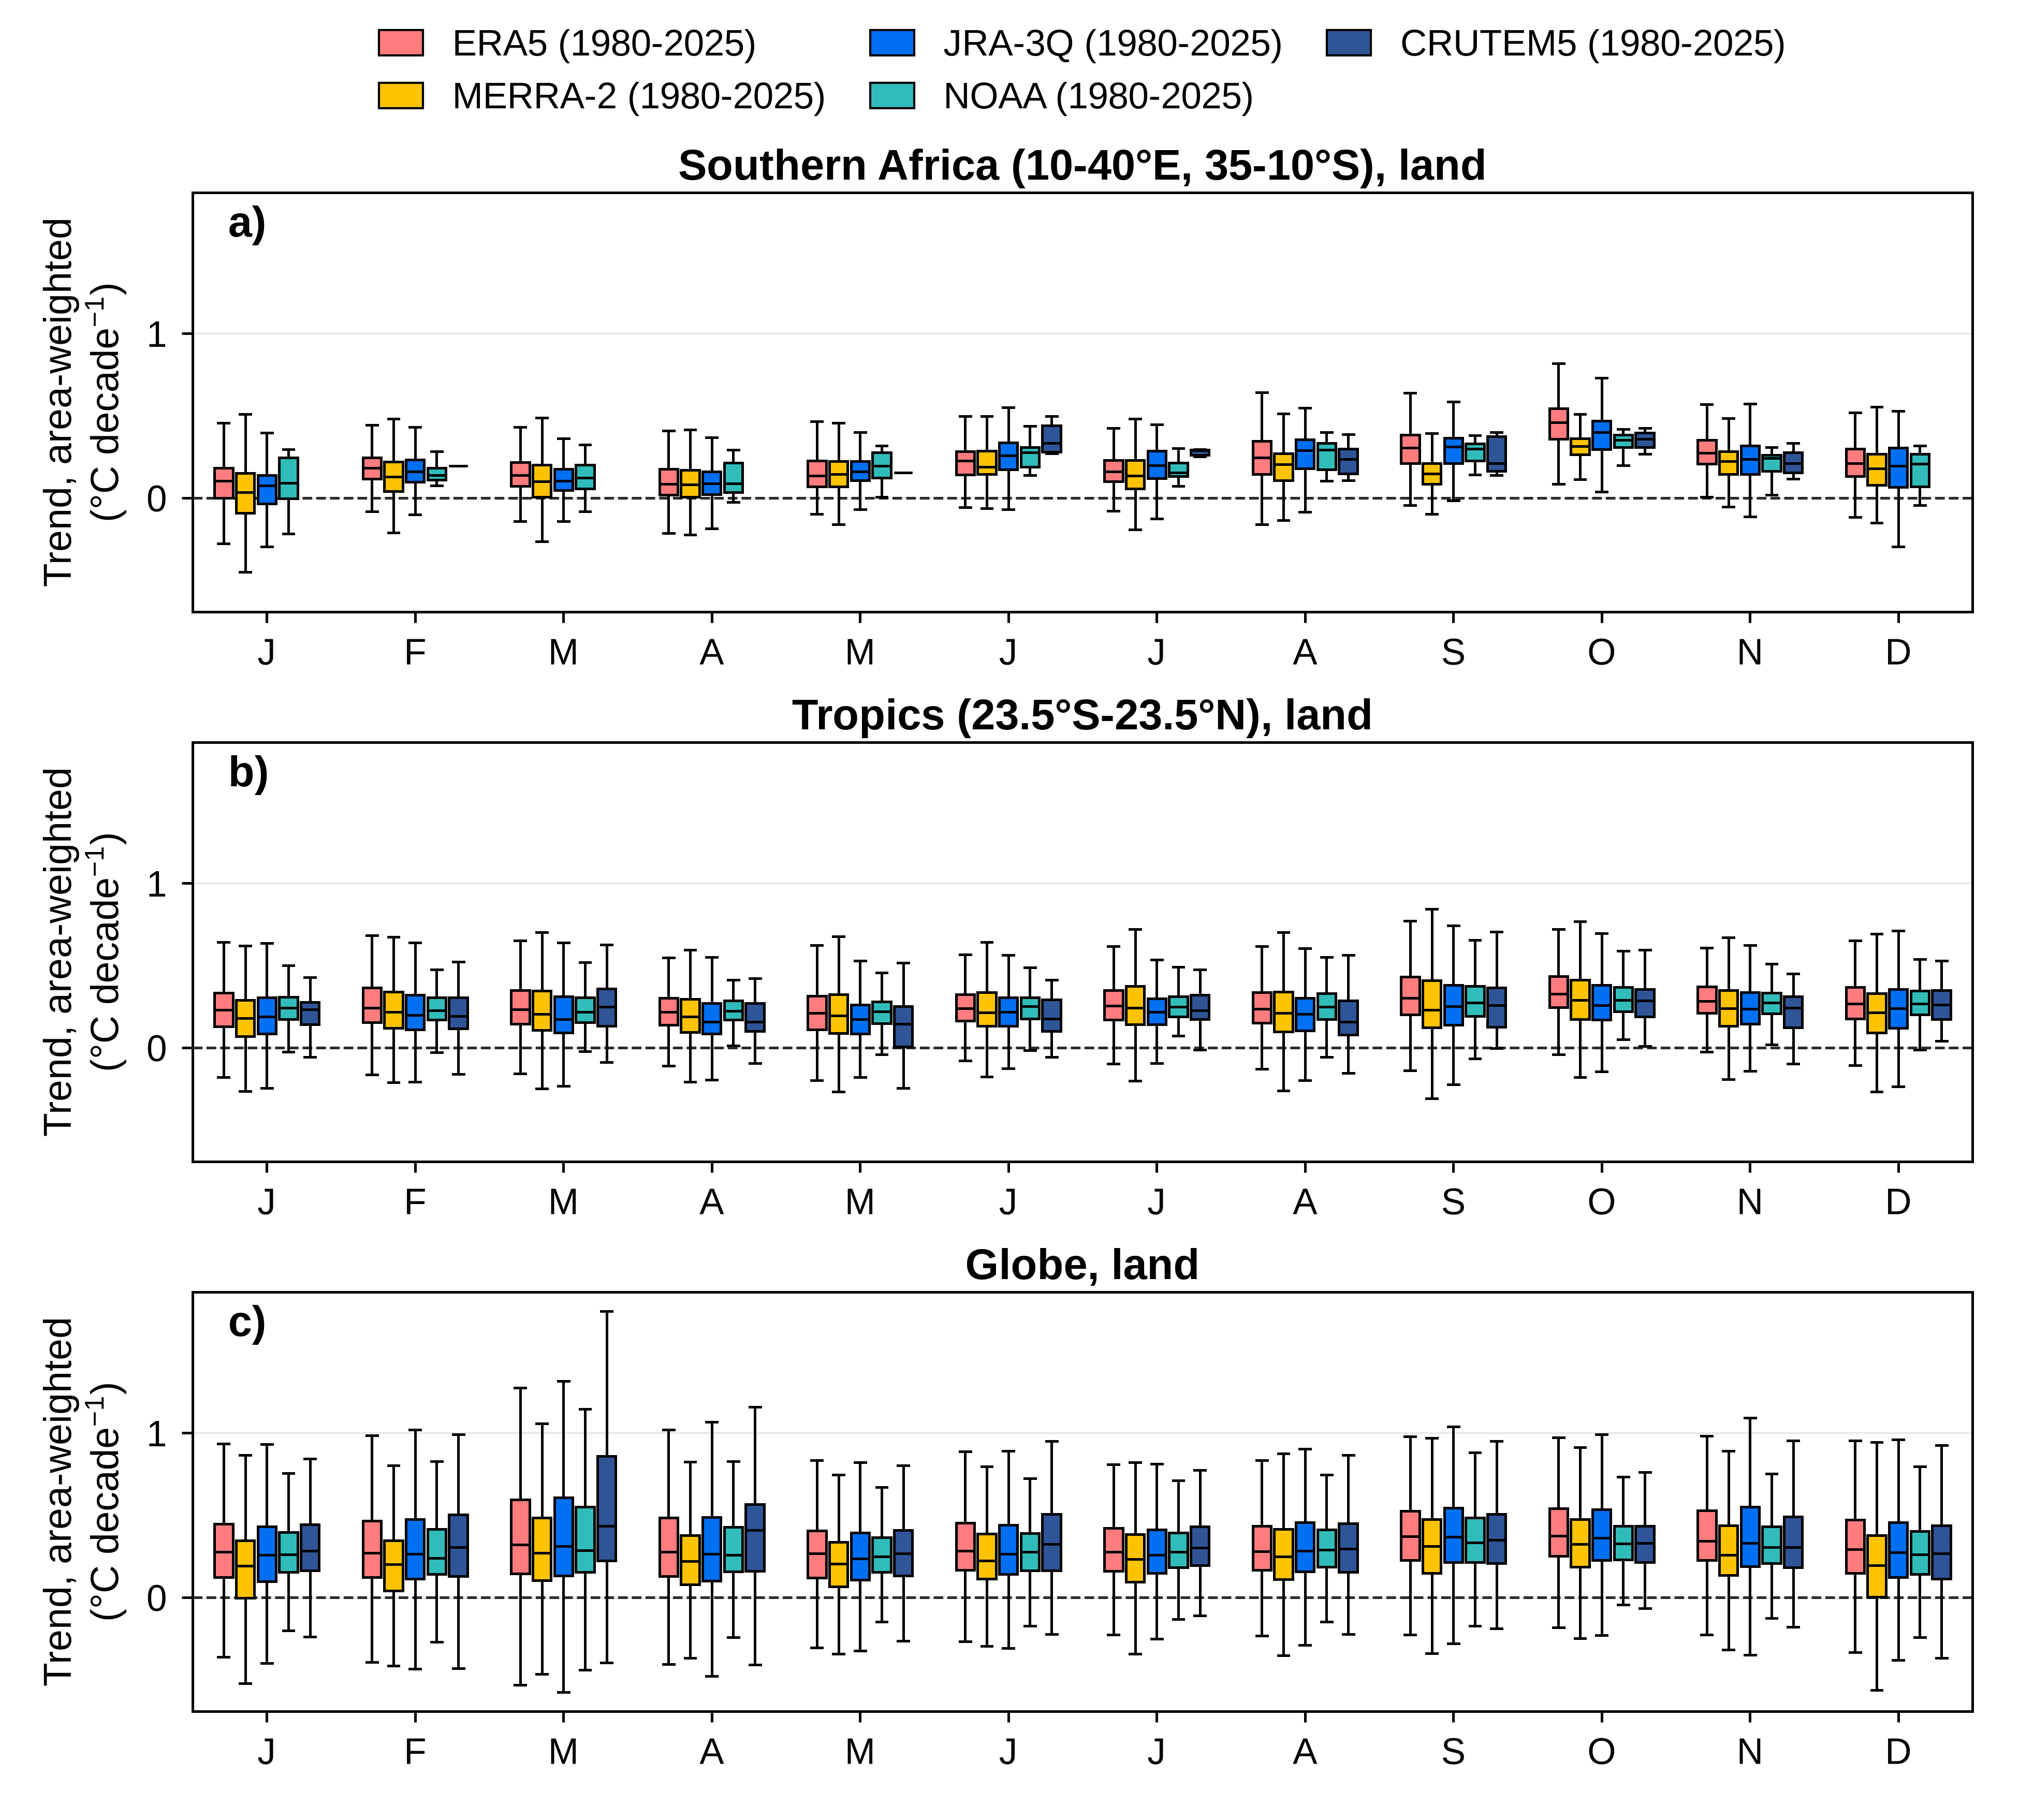 ERA5 (1980-2025)
JRA-3Q (1980-2025)
CRUTEM5 (1980-2025)
MERRA-2 (1980-2025)
NOAA (1980-2025)
Southern Africa (10-40°E, 35-10°S), land
a)
Trend, area-weighted
(°C decade⁻¹)
1
0
J F M A M J J A S O N D
Tropics (23.5°S-23.5°N), land
b)
Trend, area-weighted
(°C decade⁻¹)
1
0
J F M A M J J A S O N D
Globe, land
c)
Trend, area-weighted
(°C decade⁻¹)
1
0
J F M A M J J A S O N D